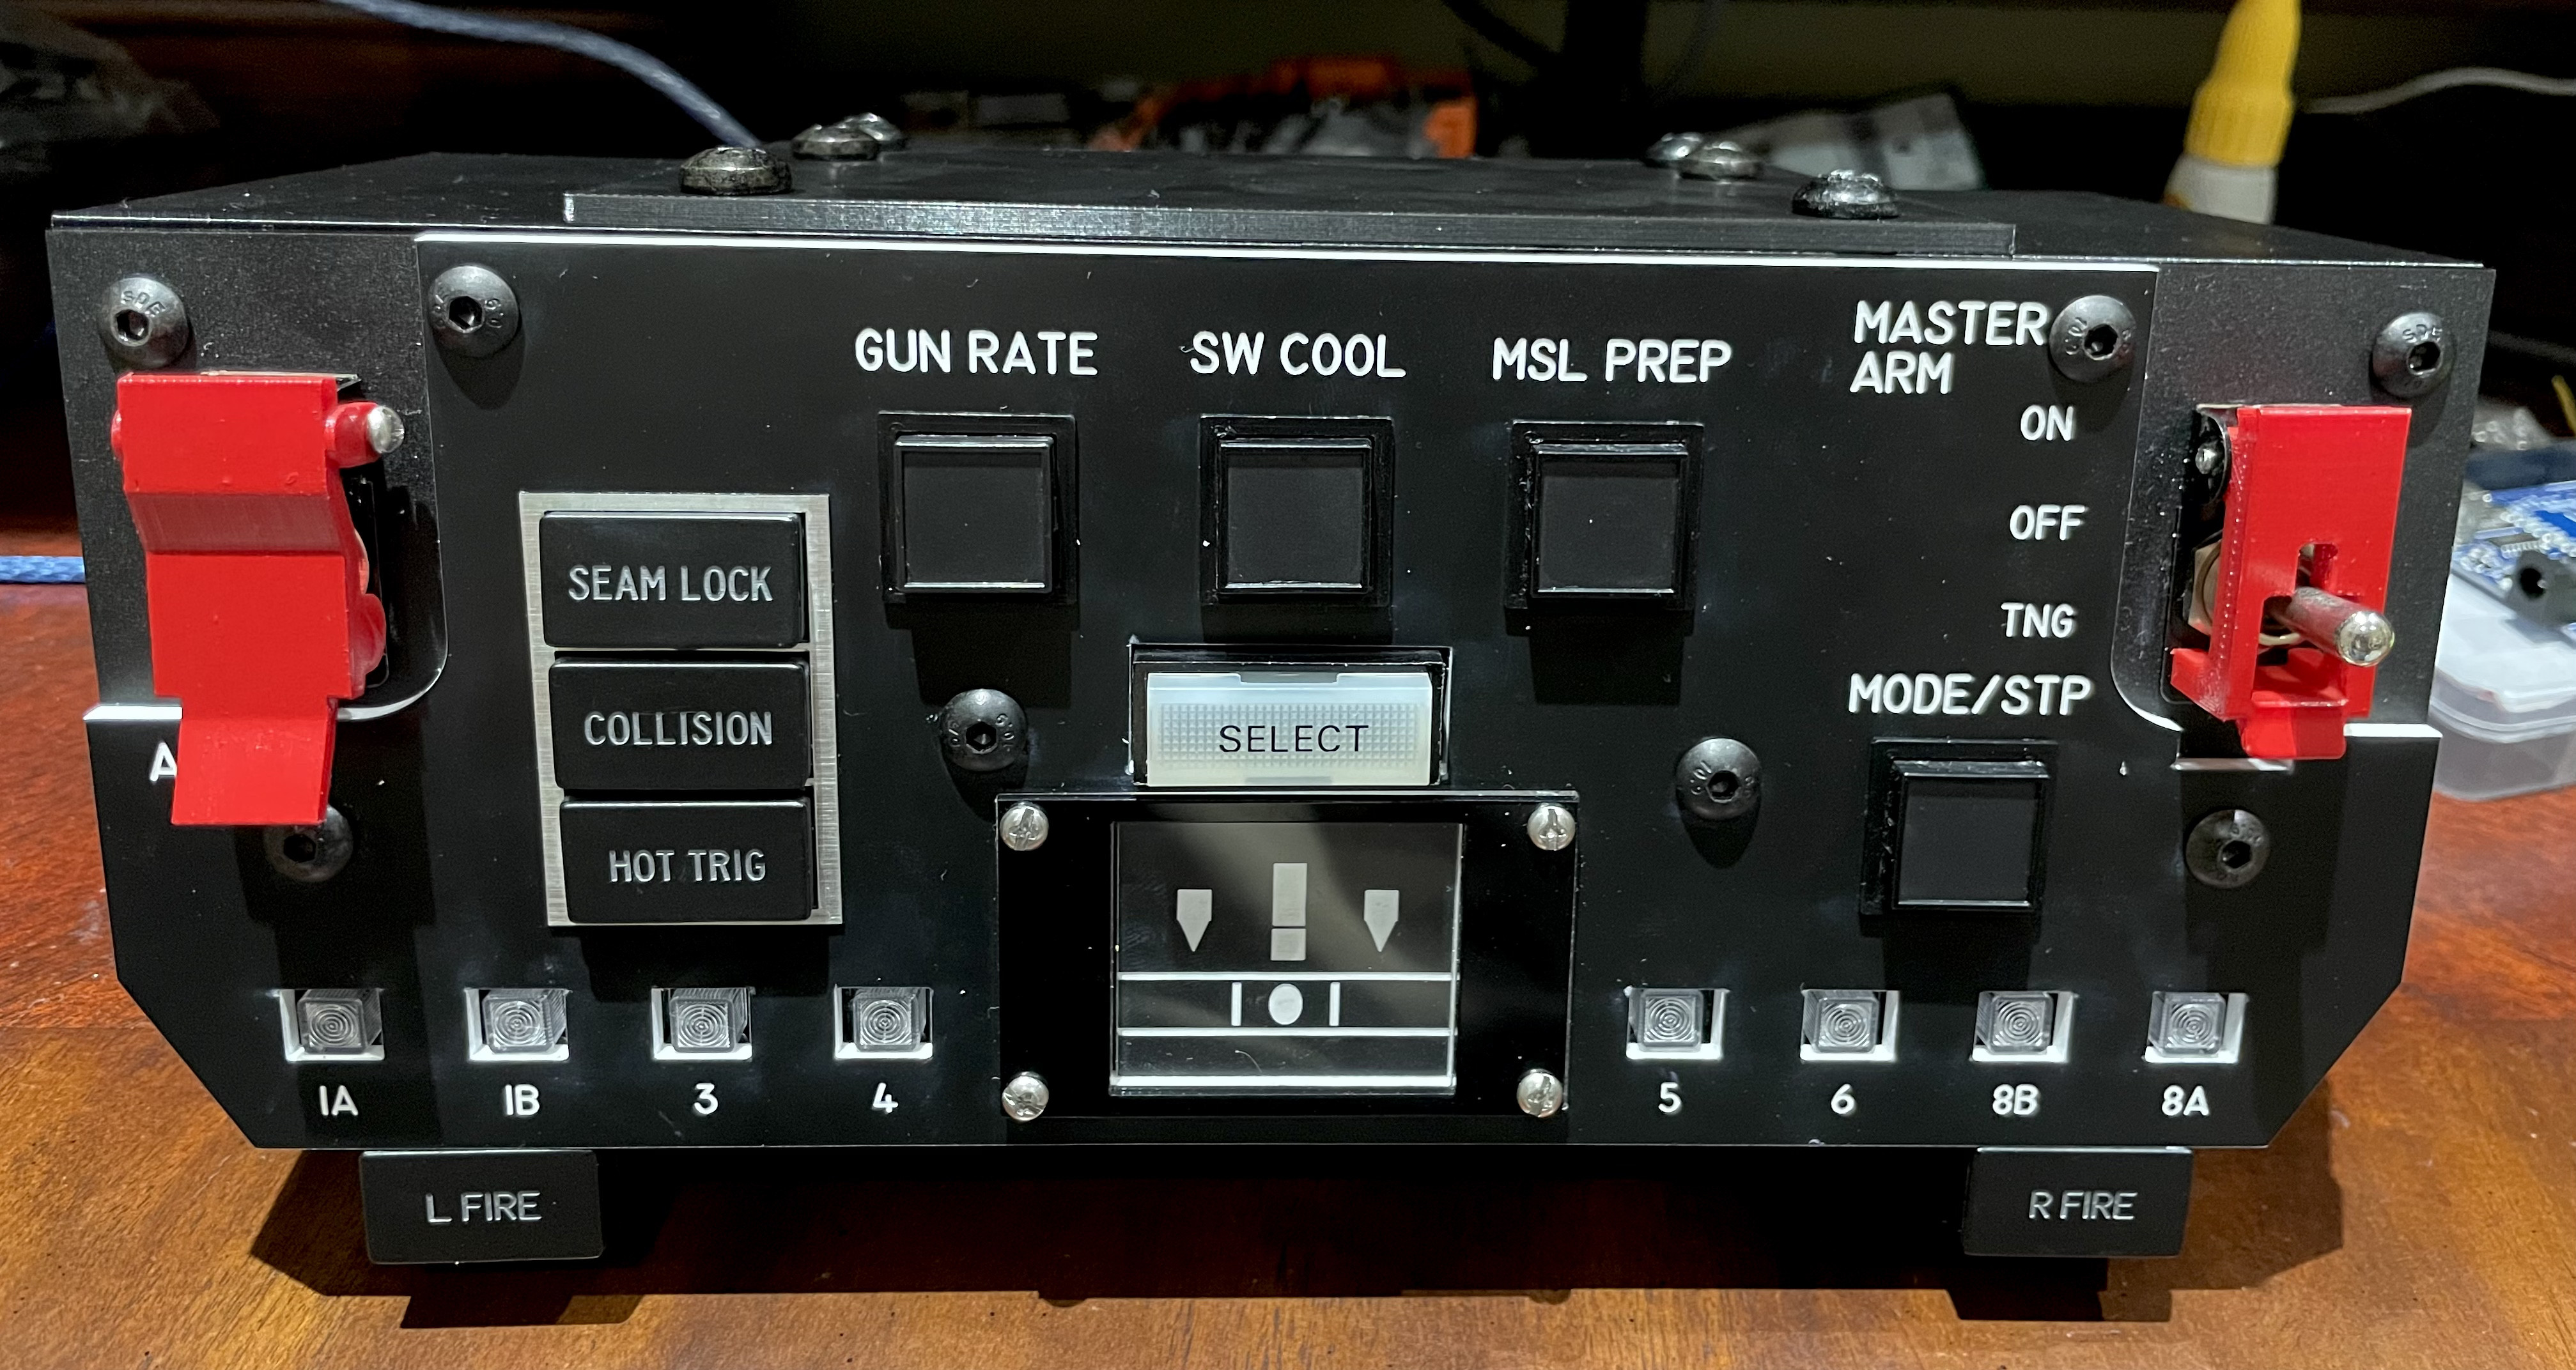 GUN RATE
SW COOL
MSL PREP
MASTER
ARM
ON
OFF
TNG
MODE/STP
SEAM LOCK
COLLISION
HOT TRIG
SELECT
A
1A
1B
3
4
5
6
8B
8A
L FIRE
R FIRE